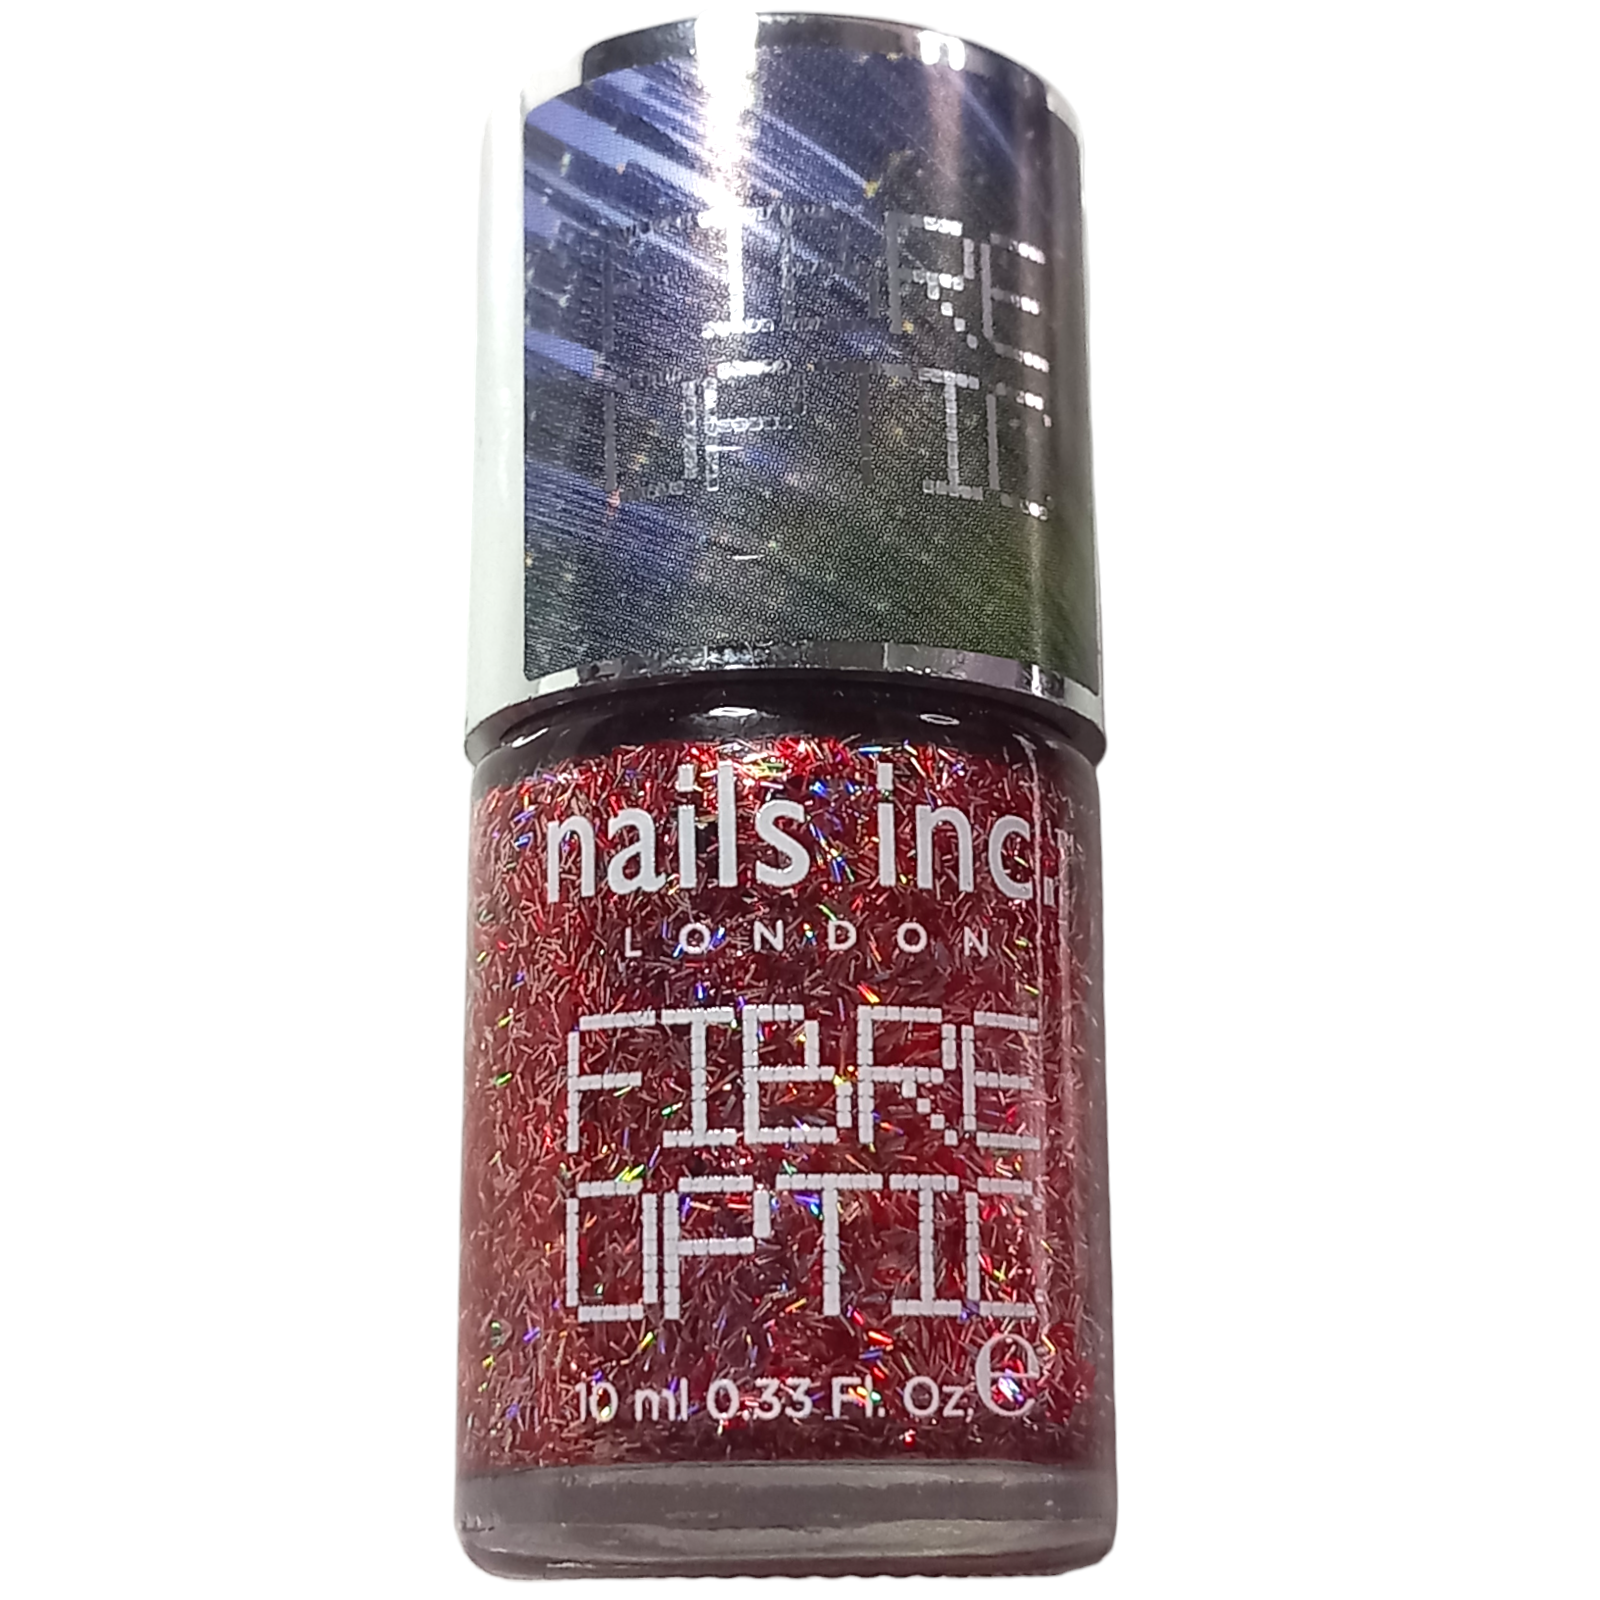 FIBRE
OPTIC
nails inc.
LONDON
FIBRE
OPTIC
10 ml 0.33 Fl. Oz. e